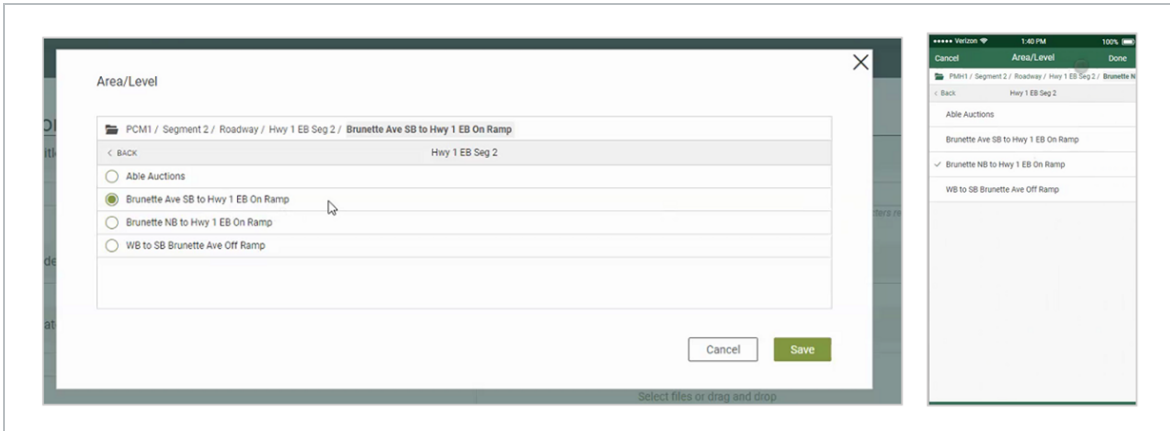 Area/Level
PCM1 / Segment 2 / Roadway / Hwy 1 EB Seg 2 / Brunette Ave SB to Hwy 1 EB On Ramp
< BACK
Hwy 1 EB Seg 2
Able Auctions
Brunette Ave SB to Hwy 1 EB On Ramp
Brunette NB to Hwy 1 EB On Ramp
WB to SB Brunette Ave Off Ramp
Cancel
Save
Select files or drag and drop
Verizon
1:40 PM
100%
Cancel
Area/Level
Done
PMH1 / Segment 2 / Roadway / Hwy 1 EB Seg 2 / Brunette N
< Back
Hwy 1 EB Seg 2
Able Auctions
Brunette Ave SB to Hwy 1 EB On Ramp
Brunette NB to Hwy 1 EB On Ramp
WB to SB Brunette Ave Off Ramp